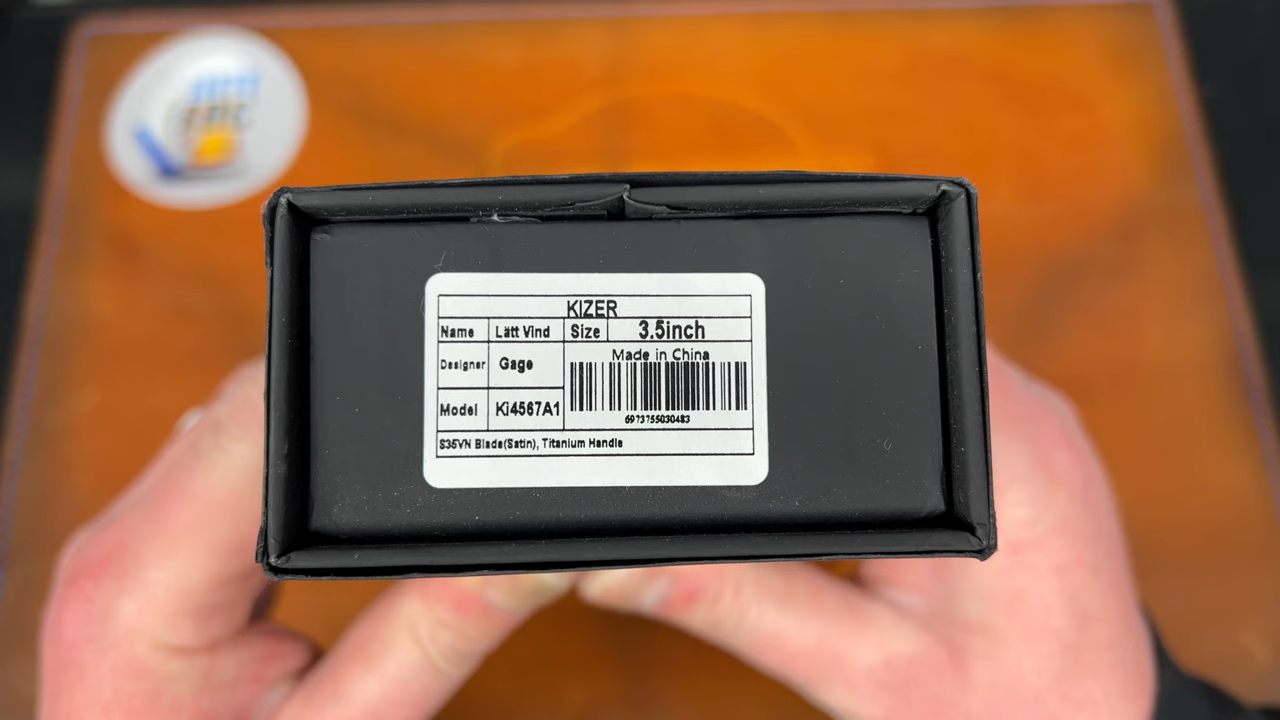 KIZER
Name Lätt Vind Size 3.5inch
Designer Gage
Made in China
Model Ki4567A1
6973755030483
S35VN Blade(Satin), Titanium Handle